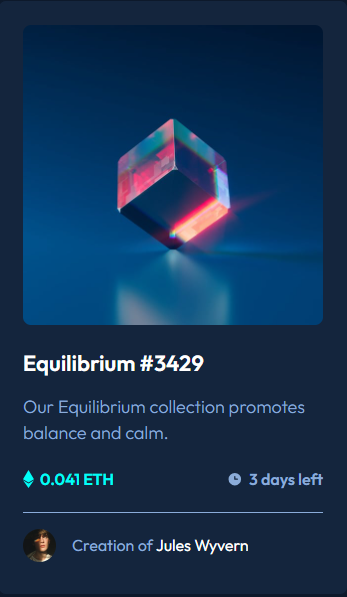 Equilibrium #3429
Our Equilibrium collection promotes
balance and calm.
0.041 ETH 3 days left
Creation of Jules Wyvern